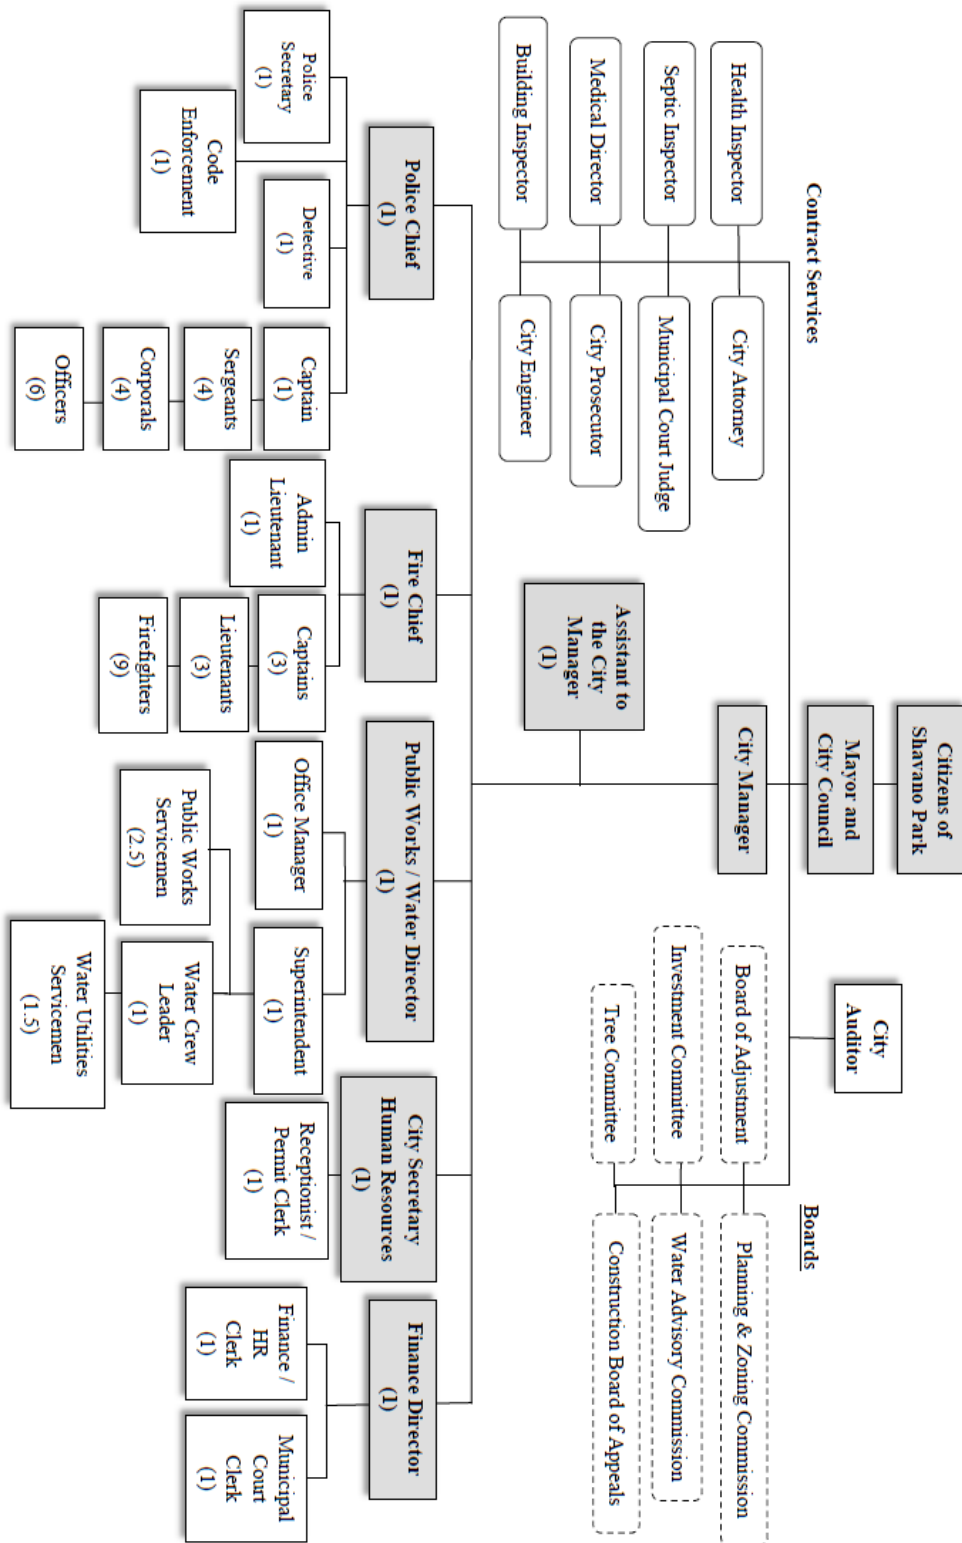 Citizens of
Shavano Park
Mayor and
City Council
City
Auditor
City Manager
Contract Services
Boards
Health Inspector
City Attorney
Septic Inspector
Municipal Court Judge
Medical Director
City Prosecutor
Building Inspector
City Engineer
Board of Adjustment
Planning & Zoning Commission
Investment Committee
Water Advisory Commission
Tree Committee
Construction Board of Appeals
Assistant to
the City
Manager
(1)
Police Chief
(1)
Fire Chief
(1)
Public Works / Water Director
(1)
City Secretary
Human Resources
(1)
Finance Director
(1)
Police
Secretary
(1)
Code
Enforcement
(1)
Detective
(1)
Captain
(1)
Sergeants
(4)
Corporals
(4)
Officers
(6)
Admin
Lieutenant
(1)
Captains
(3)
Lieutenants
(3)
Firefighters
(9)
Office Manager
(1)
Superintendent
(1)
Public Works
Servicemen
(2.5)
Water Crew
Leader
(1)
Water Utilities
Servicemen
(1.5)
Receptionist /
Permit Clerk
(1)
Finance /
HR
Clerk
(1)
Municipal
Court
Clerk
(1)